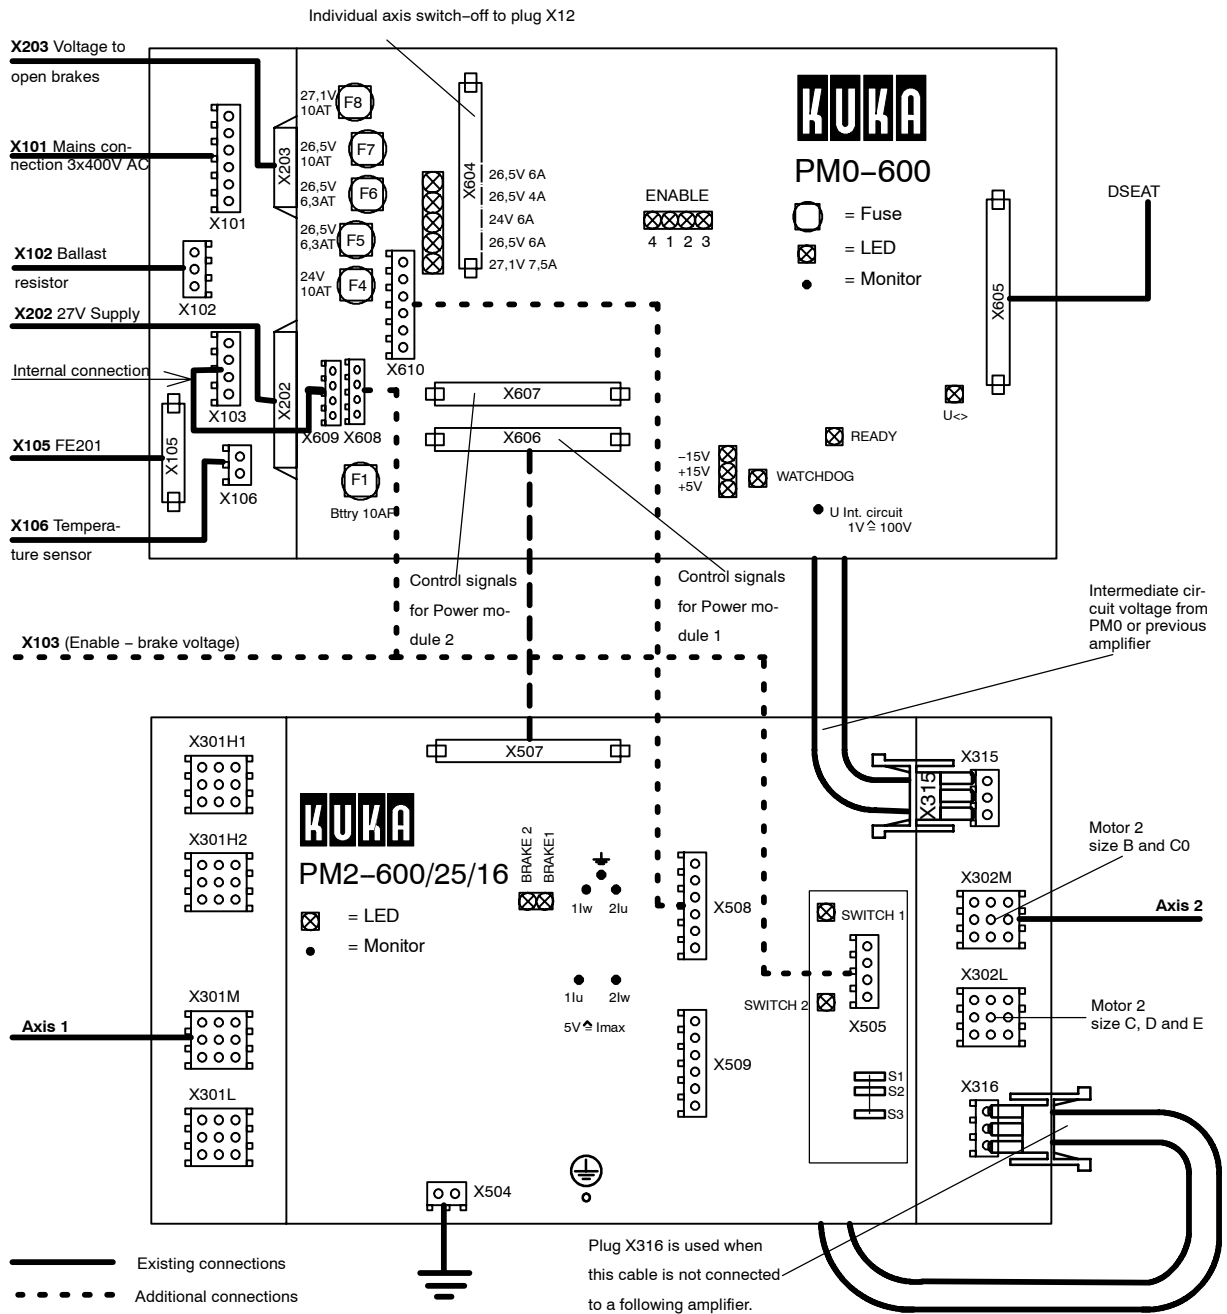 Individual axis switch–off to plug X12
X203 Voltage to
open brakes
X101 Mains con-
nection 3x400V AC
X102 Ballast
resistor
X202 27V Supply
Internal connection
X105 FE201
X106 Tempera-
ture sensor
X101
X102
X103
X105
X106
X203
X202
27,1V
10AT
F8
26,5V
10AT
F7
26,5V
6,3AT
F6
26,5V
6,3AT
F5
24V
10AT
F4
X604
26,5V 6A
26,5V 4A
24V 6A
26,5V 6A
27,1V 7,5A
X610
X609 X608
F1
Bttry 10AF
X607
X606
ENABLE
4 1 2 3
KUKA
PM0–600
= Fuse
= LED
= Monitor
X605
DSEAT
U<>
READY
–15V
+15V
+5V
WATCHDOG
U Int. circuit
1V ≙ 100V
Control signals
for Power mo-
dule 2
Control signals
for Power mo-
dule 1
Intermediate cir-
cuit voltage from
PM0 or previous
amplifier
X103 (Enable – brake voltage)
X301H1
X301H2
X301M
X301L
Axis 1
X507
KUKA
PM2–600/25/16
= LED
= Monitor
BRAKE 2
BRAKE1
1Iw 2Iu
1Iu 2Iw
5V ≙ Imax
X508
X509
X504
SWITCH 1
SWITCH 2
X505
S1
S2
S3
X315
X315
X302M
Motor 2
size B and C0
Axis 2
X302L
Motor 2
size C, D and E
X316
Plug X316 is used when
this cable is not connected
to a following amplifier.
Existing connections
Additional connections